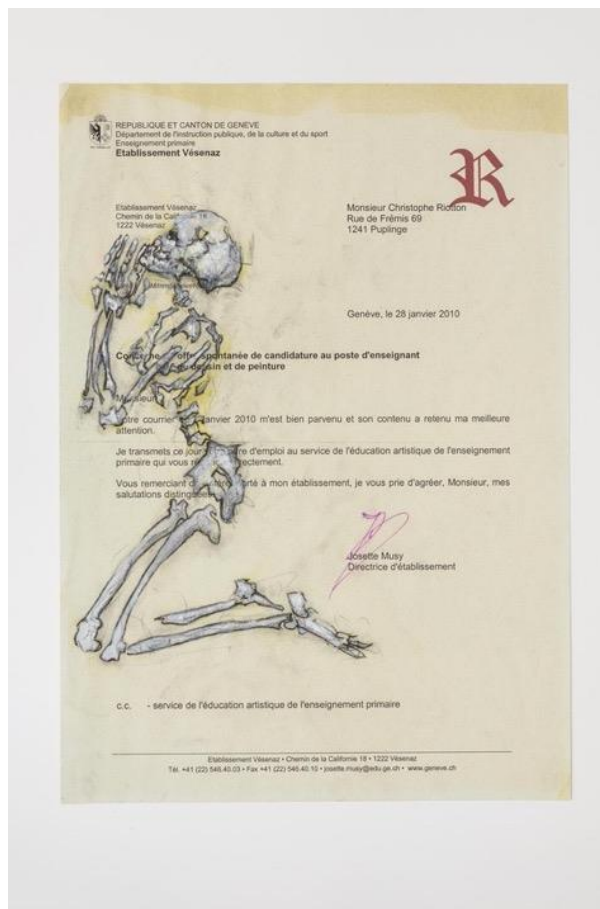 REPUBLIQUE ET CANTON DE GENEVE
Département de l'instruction publique, de la culture et du sport
Enseignement primaire
Etablissement Vésenaz
R
Etablissement Vésenaz
Chemin de la 18
1222 Vésenaz
Monsieur Christophe Riotton
Rue de Frémis 69
1241 Puplinge
Genève, le 28 janvier 2010
spontanée de candidature au poste d'enseignant
et de peinture
courrier janvier 2010 m'est bien parvenu et son contenu a retenu ma meilleure
attention.
Je transmets ce jour d'emploi au service de l'éducation artistique de l'enseignement
primaire qui vous
Vous remerciant à mon établissement, je vous prie d'agréer, Monsieur, mes
salutations
Josette Musy
Directrice d'établissement
c.c. - service de l'éducation artistique de l'enseignement primaire
Etablissement Vésenaz • Chemin de la Californie 18 • 1222 Vésenaz
Tél. +41 (22) 546.40.03 • Fax +41 (22) 546.40.10 • josette.musy@edu.ge.ch • www.geneve.ch